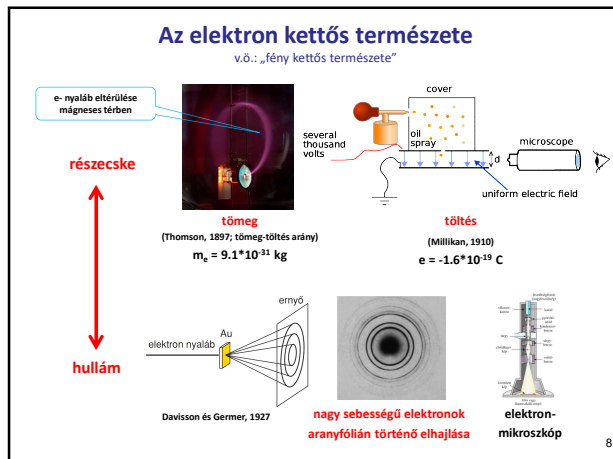 Az elektron kettős természete
v.ö.: „fény kettős természete”
e- nyaláb eltérülése
mágneses térben
cover
oil
spray
several
thousand
volts
microscope
d
uniform electric field
részecske
tömeg
(Thomson, 1897; tömeg-töltés arány)
mₑ = 9.1*10⁻³¹ kg
töltés
(Millikan, 1910)
e = -1.6*10⁻¹⁹ C
ernyő
Au
elektron nyaláb
hullám
Davisson és Germer, 1927
nagy sebességű elektronok
aranyfólián történő elhajlása
elektron-
mikroszkóp
8